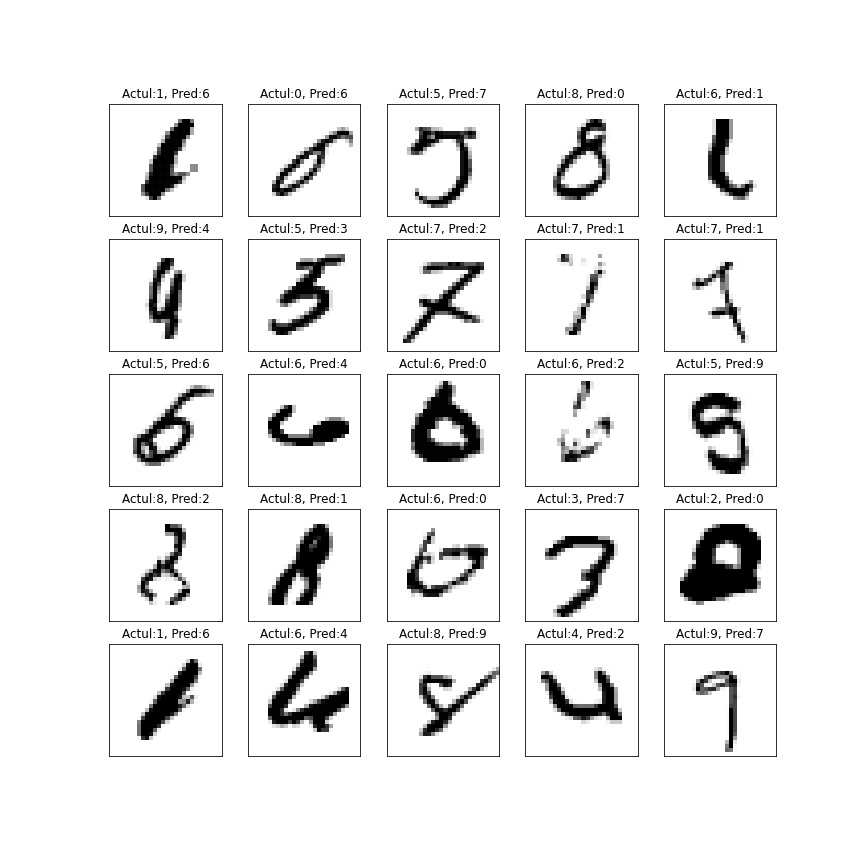 Actul:1, Pred:6 Actul:0, Pred:6 Actul:5, Pred:7 Actul:8, Pred:0 Actul:6, Pred:1
Actul:9, Pred:4 Actul:5, Pred:3 Actul:7, Pred:2 Actul:7, Pred:1 Actul:7, Pred:1
Actul:5, Pred:6 Actul:6, Pred:4 Actul:6, Pred:0 Actul:6, Pred:2 Actul:5, Pred:9
Actul:8, Pred:2 Actul:8, Pred:1 Actul:6, Pred:0 Actul:3, Pred:7 Actul:2, Pred:0
Actul:1, Pred:6 Actul:6, Pred:4 Actul:8, Pred:9 Actul:4, Pred:2 Actul:9, Pred:7